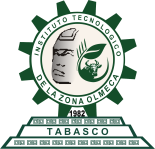 INSTITUTO TECNOLOGICO
DE LA ZONA OLMECA
1982
TABASCO